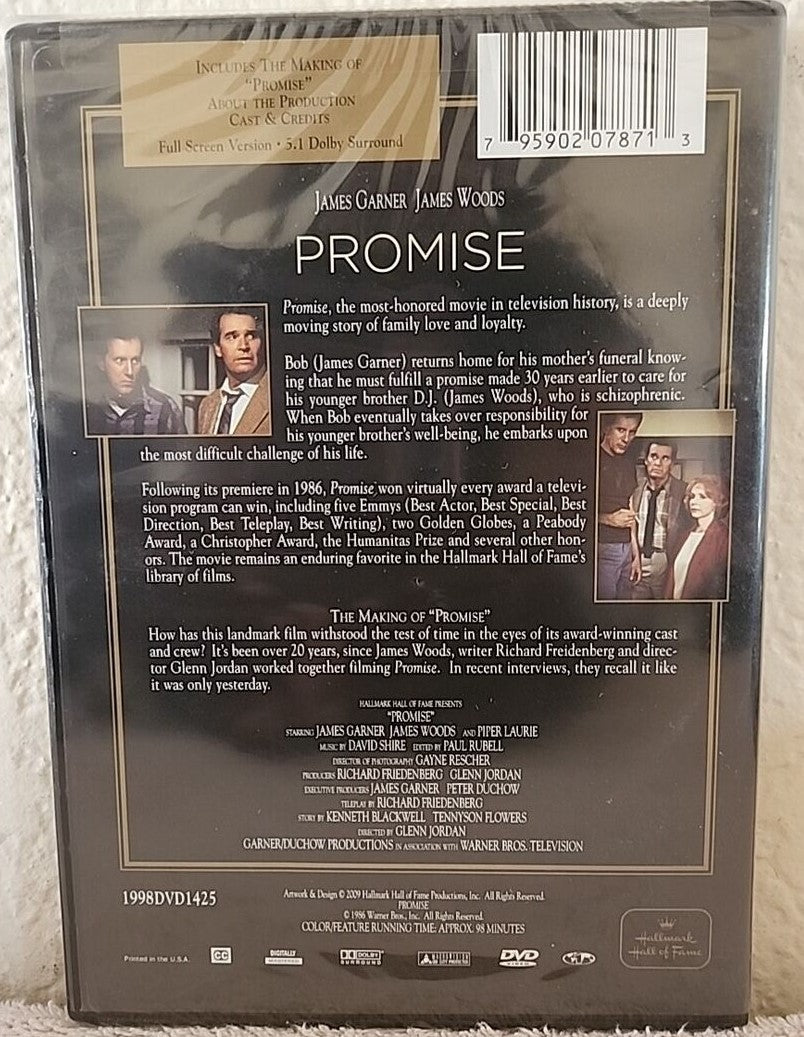 INCLUDES THE MAKING OF
"PROMISE"
ABOUT THE PRODUCTION
CAST & CREDITS
Full Screen Version • 5.1 Dolby Surround
7 95902 07871 3
JAMES GARNER JAMES WOODS
PROMISE
Promise, the most-honored movie in television history, is a deeply
moving story of family love and loyalty.
Bob (James Garner) returns home for his mother's funeral know-
ing that he must fulfill a promise made 30 years earlier to care for
his younger brother D.J. (James Woods), who is schizophrenic.
When Bob eventually takes over responsibility for
his younger brother's well-being, he embarks upon
the most difficult challenge of his life.
Following its premiere in 1986, Promise won virtually every award a televi-
sion program can win, including five Emmys (Best Actor, Best Special, Best
Direction, Best Teleplay, Best Writing), two Golden Globes, a Peabody
Award, a Christopher Award, the Humanitas Prize and several other hon-
ors. The movie remains an enduring favorite in the Hallmark Hall of Fame's
library of films.
THE MAKING OF "PROMISE"
How has this landmark film withstood the test of time in the eyes of its award-winning cast
and crew? It's been over 20 years, since James Woods, writer Richard Freidenberg and direc-
tor Glenn Jordan worked together filming Promise. In recent interviews, they recall it like
it was only yesterday.
HALLMARK HALL OF FAME PRESENTS
"PROMISE"
STARRING JAMES GARNER JAMES WOODS AND PIPER LAURIE
MUSIC BY DAVID SHIRE EDITED BY PAUL RUBELL
DIRECTOR OF PHOTOGRAPHY GAYNE RESCHER
PRODUCERS RICHARD FRIEDENBERG GLENN JORDAN
EXECUTIVE PRODUCERS JAMES GARNER PETER DUCHOW
TELEPLAY BY RICHARD FRIEDENBERG
STORY BY KENNETH BLACKWELL TENNYSON FLOWERS
DIRECTED BY GLENN JORDAN
GARNER/DUCHOW PRODUCTIONS IN ASSOCIATION WITH WARNER BROS. TELEVISION
1998DVD1425
Artwork & Design © 2009 Hallmark Hall of Fame Productions, Inc. All Rights Reserved.
PROMISE
© 1986 Warner Bros., Inc. All Rights Reserved.
COLOR/FEATURE RUNNING TIME: APPROX. 98 MINUTES
Hallmark
Hall of Fame
Printed in the U.S.A.
CC
DIGITALLY
MASTERED
DOLBY
SURROUND
DVD
VIDEO